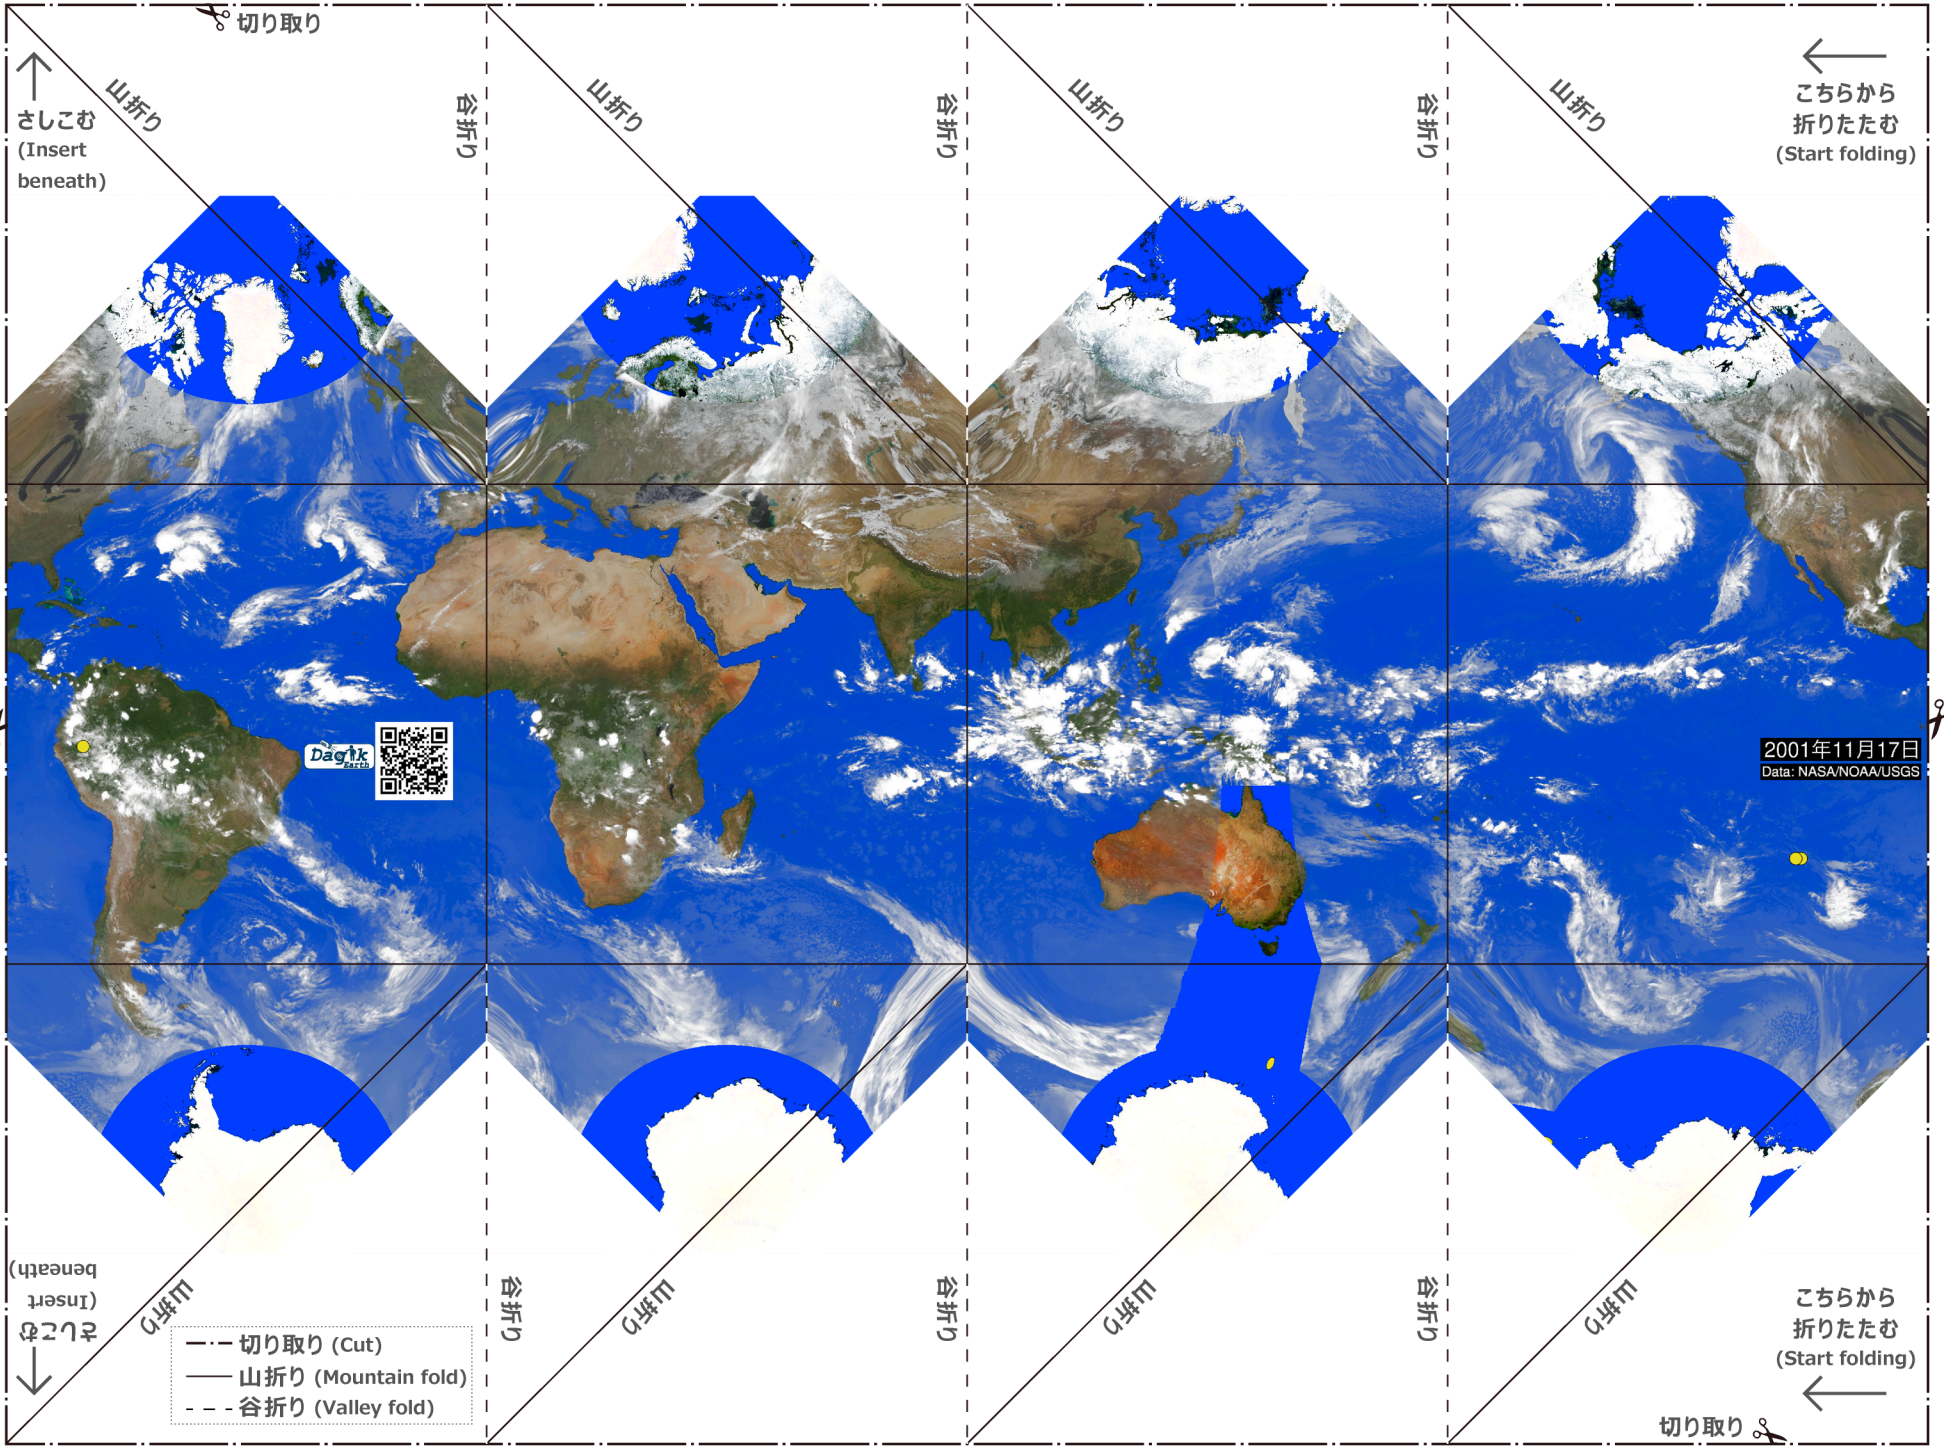 切り取り
山折り
谷折り
山折り
谷折り
山折り
谷折り
山折り
さしこむ
(Insert
beneath)
こちらから
折りたたむ
(Start folding)
Dagik
Earth
2001年11月17日
Data: NASA/NOAA/USGS
さしこむ
(Insert
beneath)
山折り
谷折り
山折り
谷折り
山折り
谷折り
山折り
こちらから
折りたたむ
(Start folding)
切り取り (Cut)
山折り (Mountain fold)
谷折り (Valley fold)
切り取り